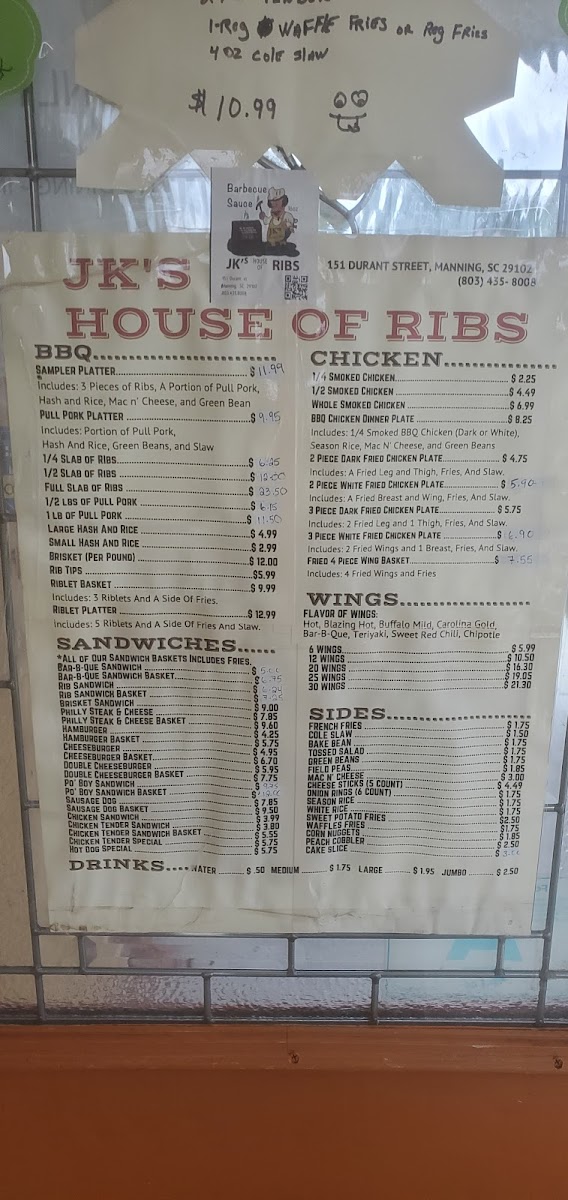 1-Reg WAFFLE FRIES OR Reg FRIES
4 OZ Cole Slaw
$10.99
Barbecue
Sauce
JK'S HOUSE OF RIBS
JK'S
HOUSE OF RIBS
151 DURANT STREET, MANNING, SC 29102
(803) 435- 8008
BBQ
SAMPLER PLATTER $11.99
Includes: 3 Pieces of Ribs, A Portion of Pull Pork,
Hash and Rice, Mac n' Cheese, and Green Bean
PULL PORK PLATTER $9.95
Includes: Portion of Pull Pork,
Hash And Rice, Green Beans, and Slaw
1/4 SLAB OF RIBS $6.25
1/2 SLAB OF RIBS $12.00
FULL SLAB OF RIBS $23.50
1/2 LBS OF PULL PORK $6.15
1 LB OF PULL PORK $11.50
LARGE HASH AND RICE $4.99
SMALL HASH AND RICE $2.99
BRISKET (PER POUND) $12.00
RIB TIPS $5.99
RIBLET BASKET $9.99
Includes: 3 Riblets And A Side Of Fries.
RIBLET PLATTER $12.99
Includes: 5 Riblets And A Side Of Fries And Slaw.
SANDWICHES
*ALL OF OUR SANDWICH BASKETS INCLUDES FRIES.
BAR-B-QUE SANDWICH
BAR-B-QUE SANDWICH BASKET
RIB SANDWICH
RIB SANDWICH BASKET
BRISKET SANDWICH $9.00
PHILLY STEAK & CHEESE $7.85
PHILLY STEAK & CHEESE BASKET $9.60
HAMBURGER $4.25
HAMBURGER BASKET $5.75
CHEESEBURGER $4.95
CHEESEBURGER BASKET $6.70
DOUBLE CHEESEBURGER $5.95
DOUBLE CHEESEBURGER BASKET $7.75
PO' BOY SANDWICH
PO' BOY SANDWICH BASKET
SAUSAGE DOG $7.85
SAUSAGE DOG BASKET $9.50
CHICKEN SANDWICH $3.99
CHICKEN TENDER SANDWICH $3.80
CHICKEN TENDER SANDWICH BASKET $5.55
CHICKEN TENDER SPECIAL $5.75
HOT DOG SPECIAL $5.75
CHICKEN
1/4 SMOKED CHICKEN $2.25
1/2 SMOKED CHICKEN $4.49
WHOLE SMOKED CHICKEN $6.99
BBQ CHICKEN DINNER PLATE $8.25
Includes: 1/4 Smoked BBQ Chicken (Dark or White),
Season Rice, Mac N' Cheese, and Green Beans
2 PIECE DARK FRIED CHICKEN PLATE $4.75
Includes: A Fried Leg and Thigh, Fries, And Slaw.
2 PIECE WHITE FRIED CHICKEN PLATE $5.90
Includes: A Fried Breast and Wing, Fries, And Slaw.
3 PIECE DARK FRIED CHICKEN PLATE $5.75
Includes: 2 Fried Leg and 1 Thigh, Fries, And Slaw.
3 PIECE WHITE FRIED CHICKEN PLATE $6.90
Includes: 2 Fried Wings and 1 Breast, Fries, And Slaw.
FRIED 4 PIECE WING BASKET $7.55
Includes: 4 Fried Wings and Fries
WINGS
FLAVOR OF WINGS:
Hot, Blazing Hot, Buffalo Mild, Carolina Gold,
Bar-B-Que, Teriyaki, Sweet Red Chili, Chipotle
6 WINGS $5.99
12 WINGS $10.50
20 WINGS $16.30
25 WINGS $19.05
30 WINGS $21.30
SIDES
FRENCH FRIES $1.75
COLE SLAW $1.50
BAKE BEAN $1.75
TOSSED SALAD $1.75
GREEN BEANS $1.75
FIELD PEAS $1.85
MAC N' CHEESE $3.00
CHEESE STICKS (5 COUNT) $4.49
ONION RINGS (6 COUNT) $1.75
SEASON RICE $1.75
WHITE RICE $1.75
SWEET POTATO FRIES $2.50
WAFFLES FRIES $1.75
CORN NUGGETS $1.85
PEACH COBBLER $2.50
CAKE SLICE
DRINKS WATER $.50 MEDIUM $1.75 LARGE $1.95 JUMBO $2.50